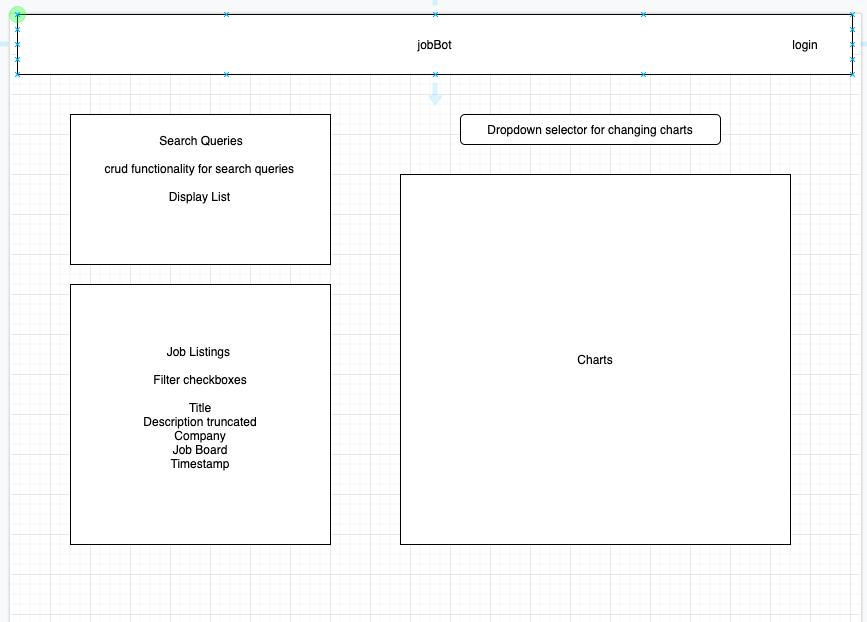 jobBot
login
Search Queries
crud functionality for search queries
Display List
Dropdown selector for changing charts
Job Listings
Filter checkboxes
Title
Description truncated
Company
Job Board
Timestamp
Charts